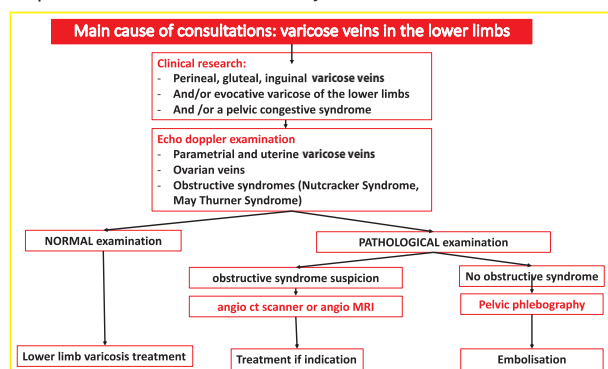 Main cause of consultations: varicose veins in the lower limbs
Clinical research:
- Perineal, gluteal, inguinal varicose veins
- And/or evocative varicose of the lower limbs
- And /or a pelvic congestive syndrome
Echo doppler examination
- Parametrial and uterine varicose veins
- Ovarian veins
- Obstructive syndromes (Nutcracker Syndrome,
May Thurner Syndrome)
NORMAL examination
PATHOLOGICAL examination
obstructive syndrome suspicion
No obstructive syndrome
angio ct scanner or angio MRI
Pelvic phlebography
Lower limb varicosis treatment
Treatment if indication
Embolisation